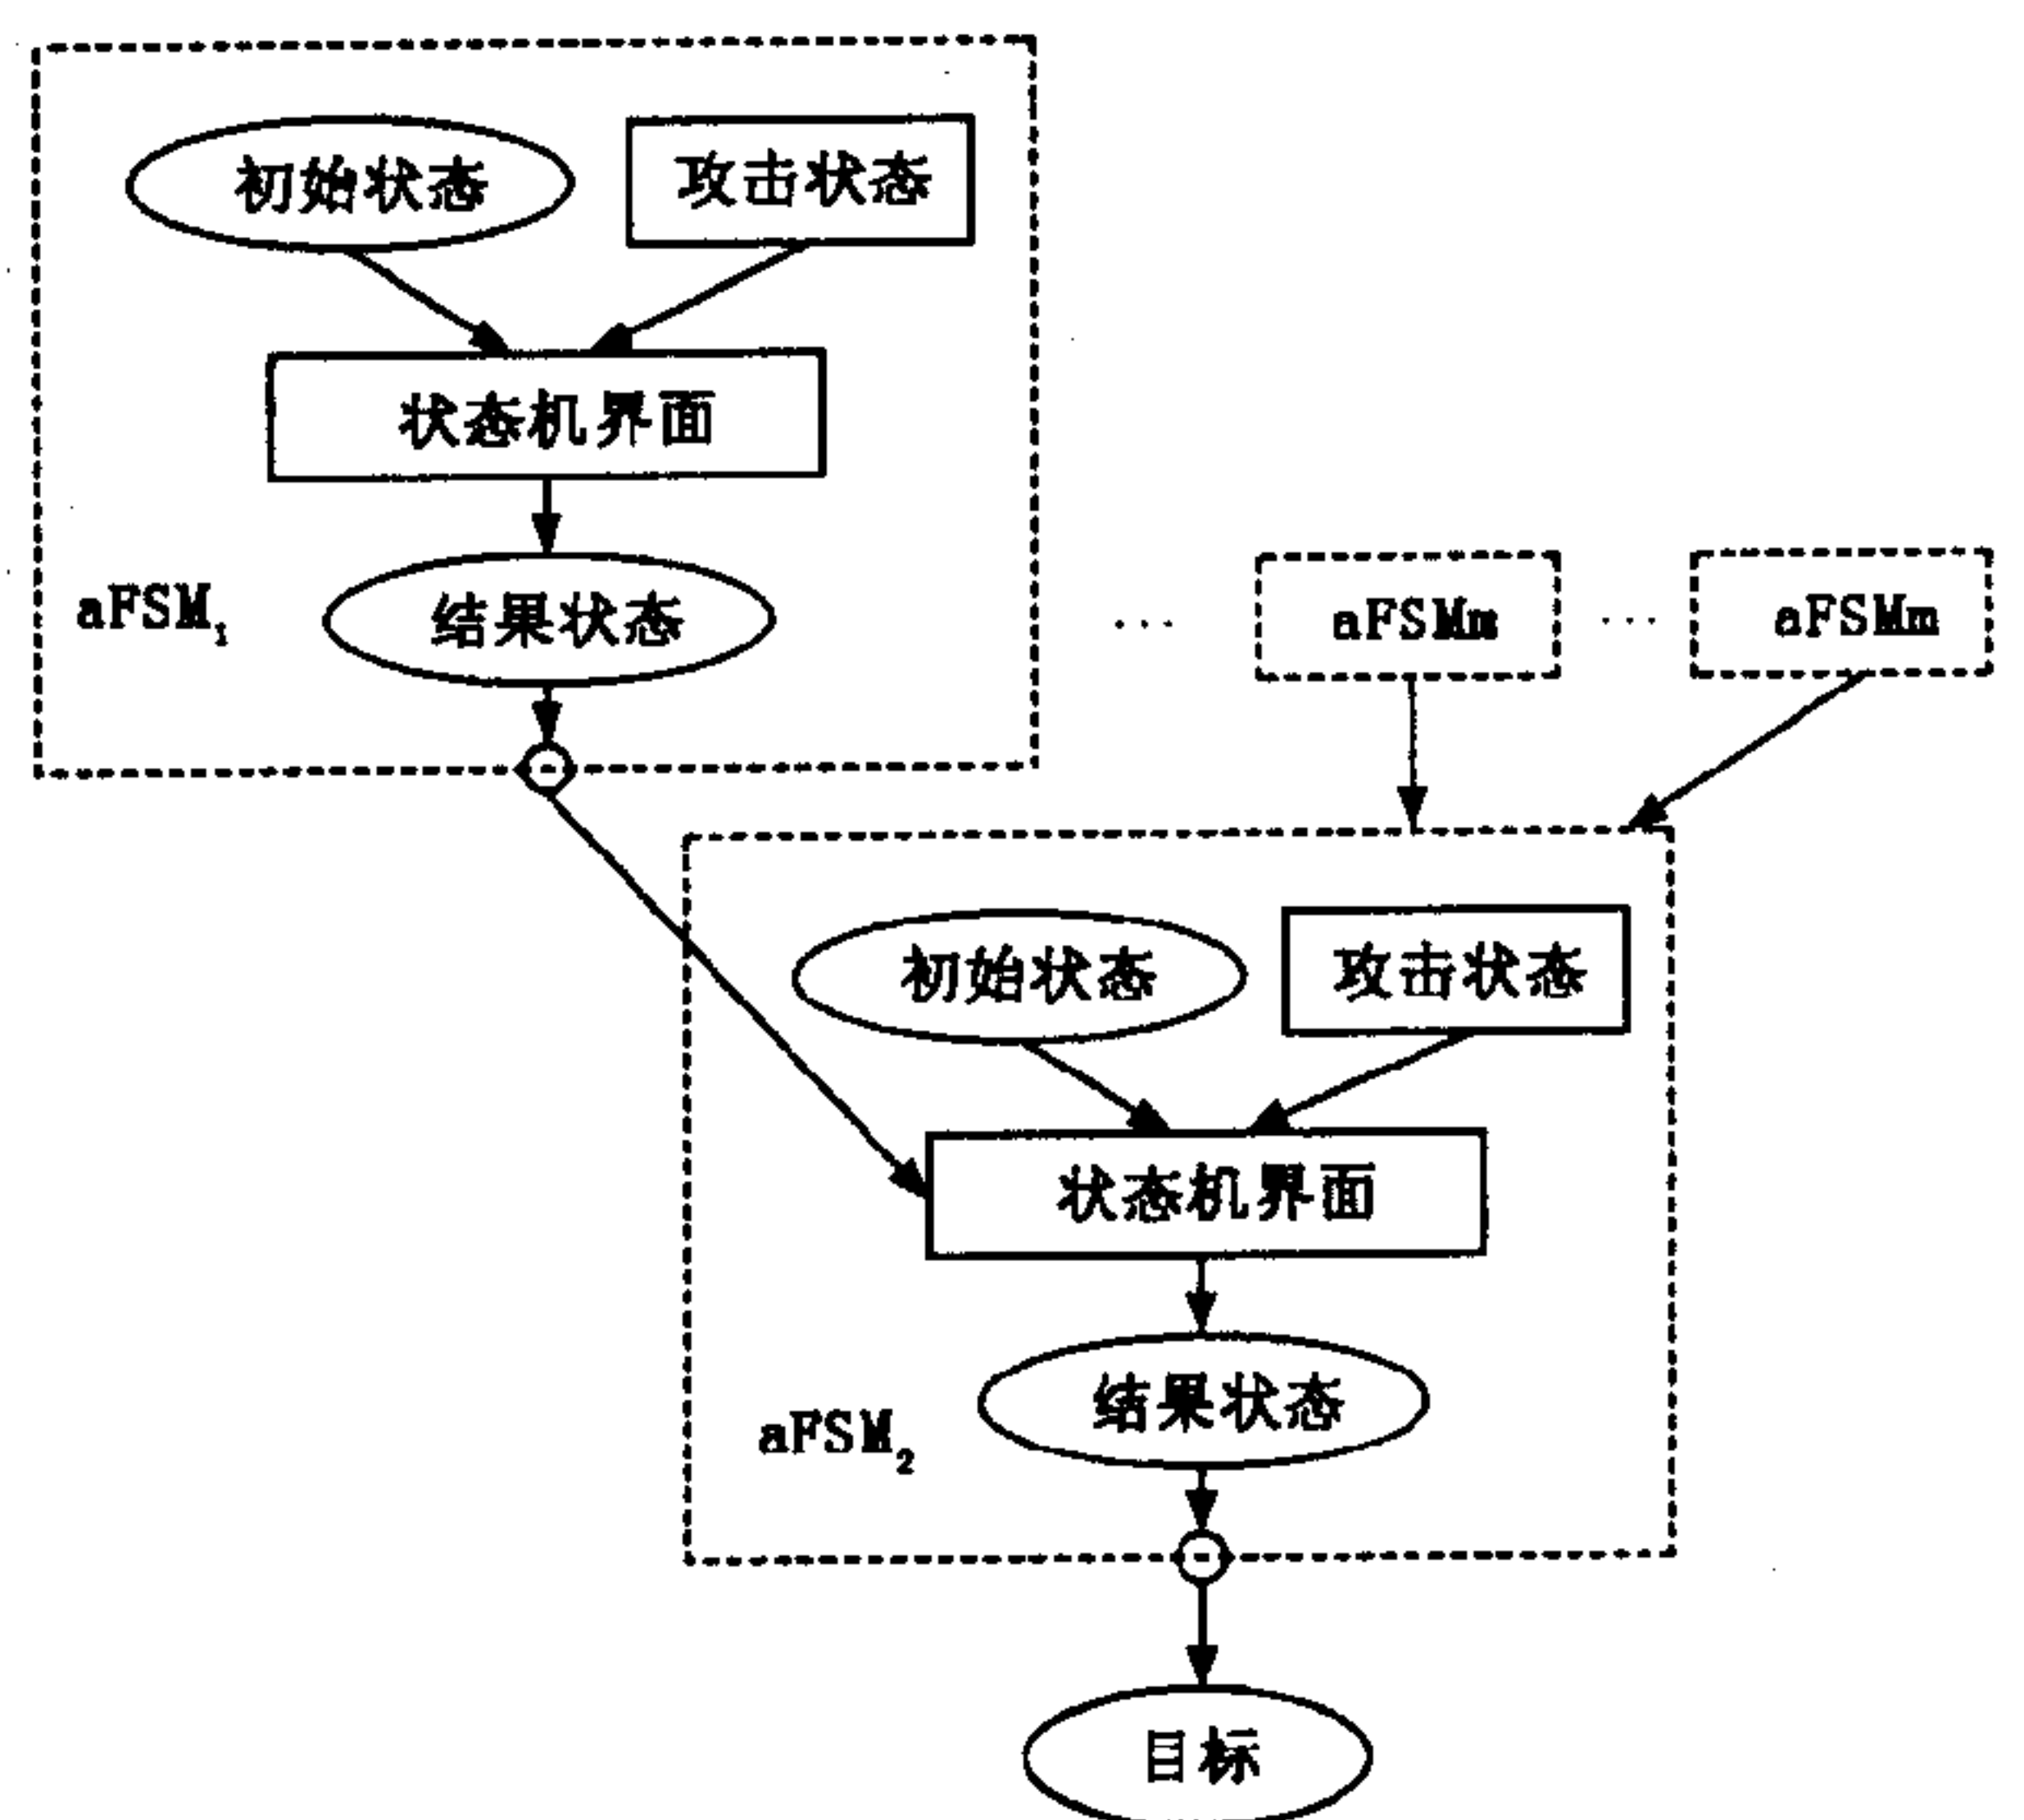 初始状态
攻击状态
状态机界面
结果状态
aFSM1
...
aFSMm
...
aFSMm
初始状态
攻击状态
状态机界面
结果状态
aFSM2
目标